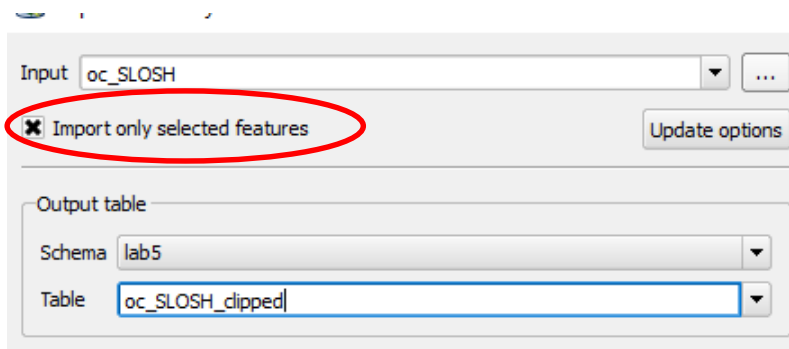 Input oc_SLOSH ...
Import only selected features Update options
Output table
Schema lab5
Table oc_SLOSH_clipped